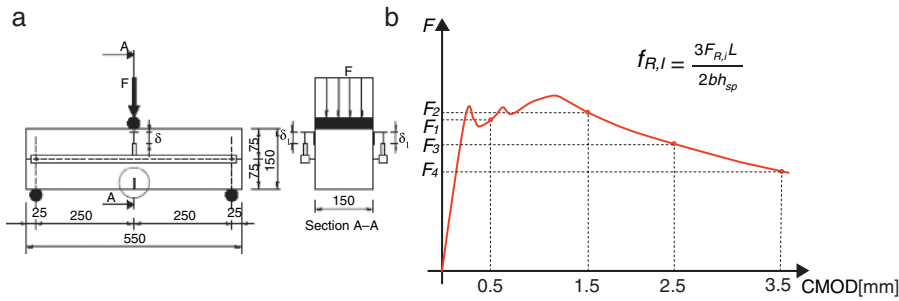 a
A
F
δ
75
75
150
A
25
250
250
25
550
F
δ1
δ1
150
Section A–A
b
F
fR,I = 3FR,iL / 2bhsp
F2
F1
F3
F4
0.5 1.5 2.5 3.5 CMOD[mm]